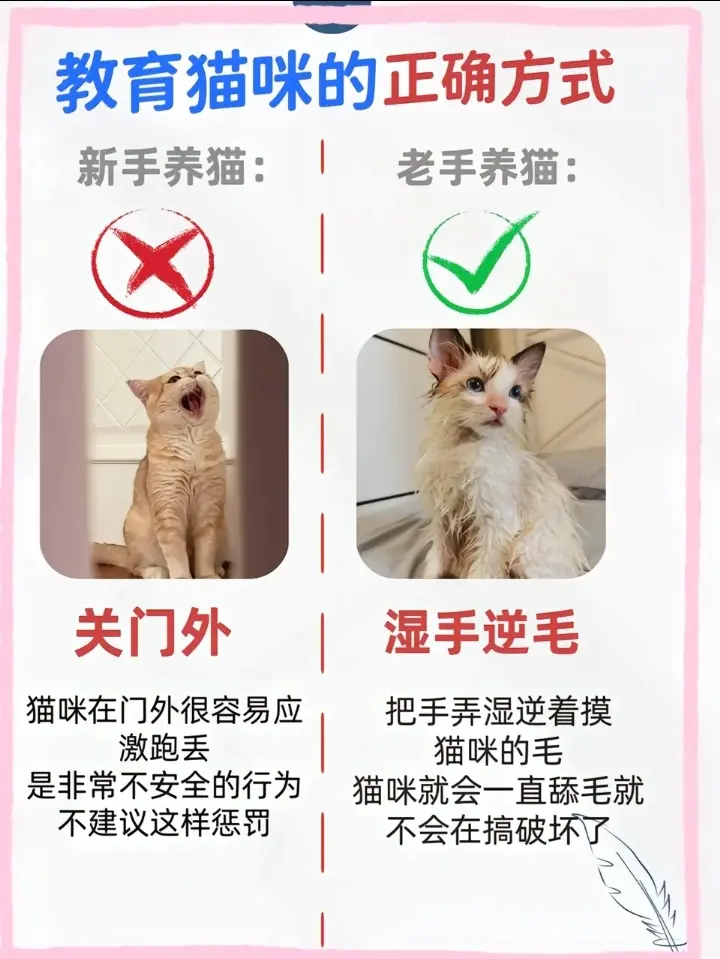 教育猫咪的正确方式
新手养猫：
老手养猫：
关门外
湿手逆毛
猫咪在门外很容易应
激跑丢
是非常不安全的行为
不建议这样惩罚
把手弄湿逆着摸
猫咪的毛
猫咪就会一直舔毛就
不会在搞破坏了